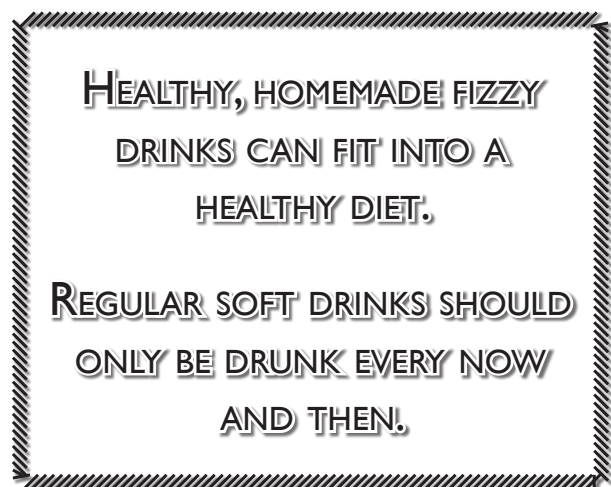 Healthy, homemade fizzy
drinks can fit into a
healthy diet.
Regular soft drinks should
only be drunk every now
and then.